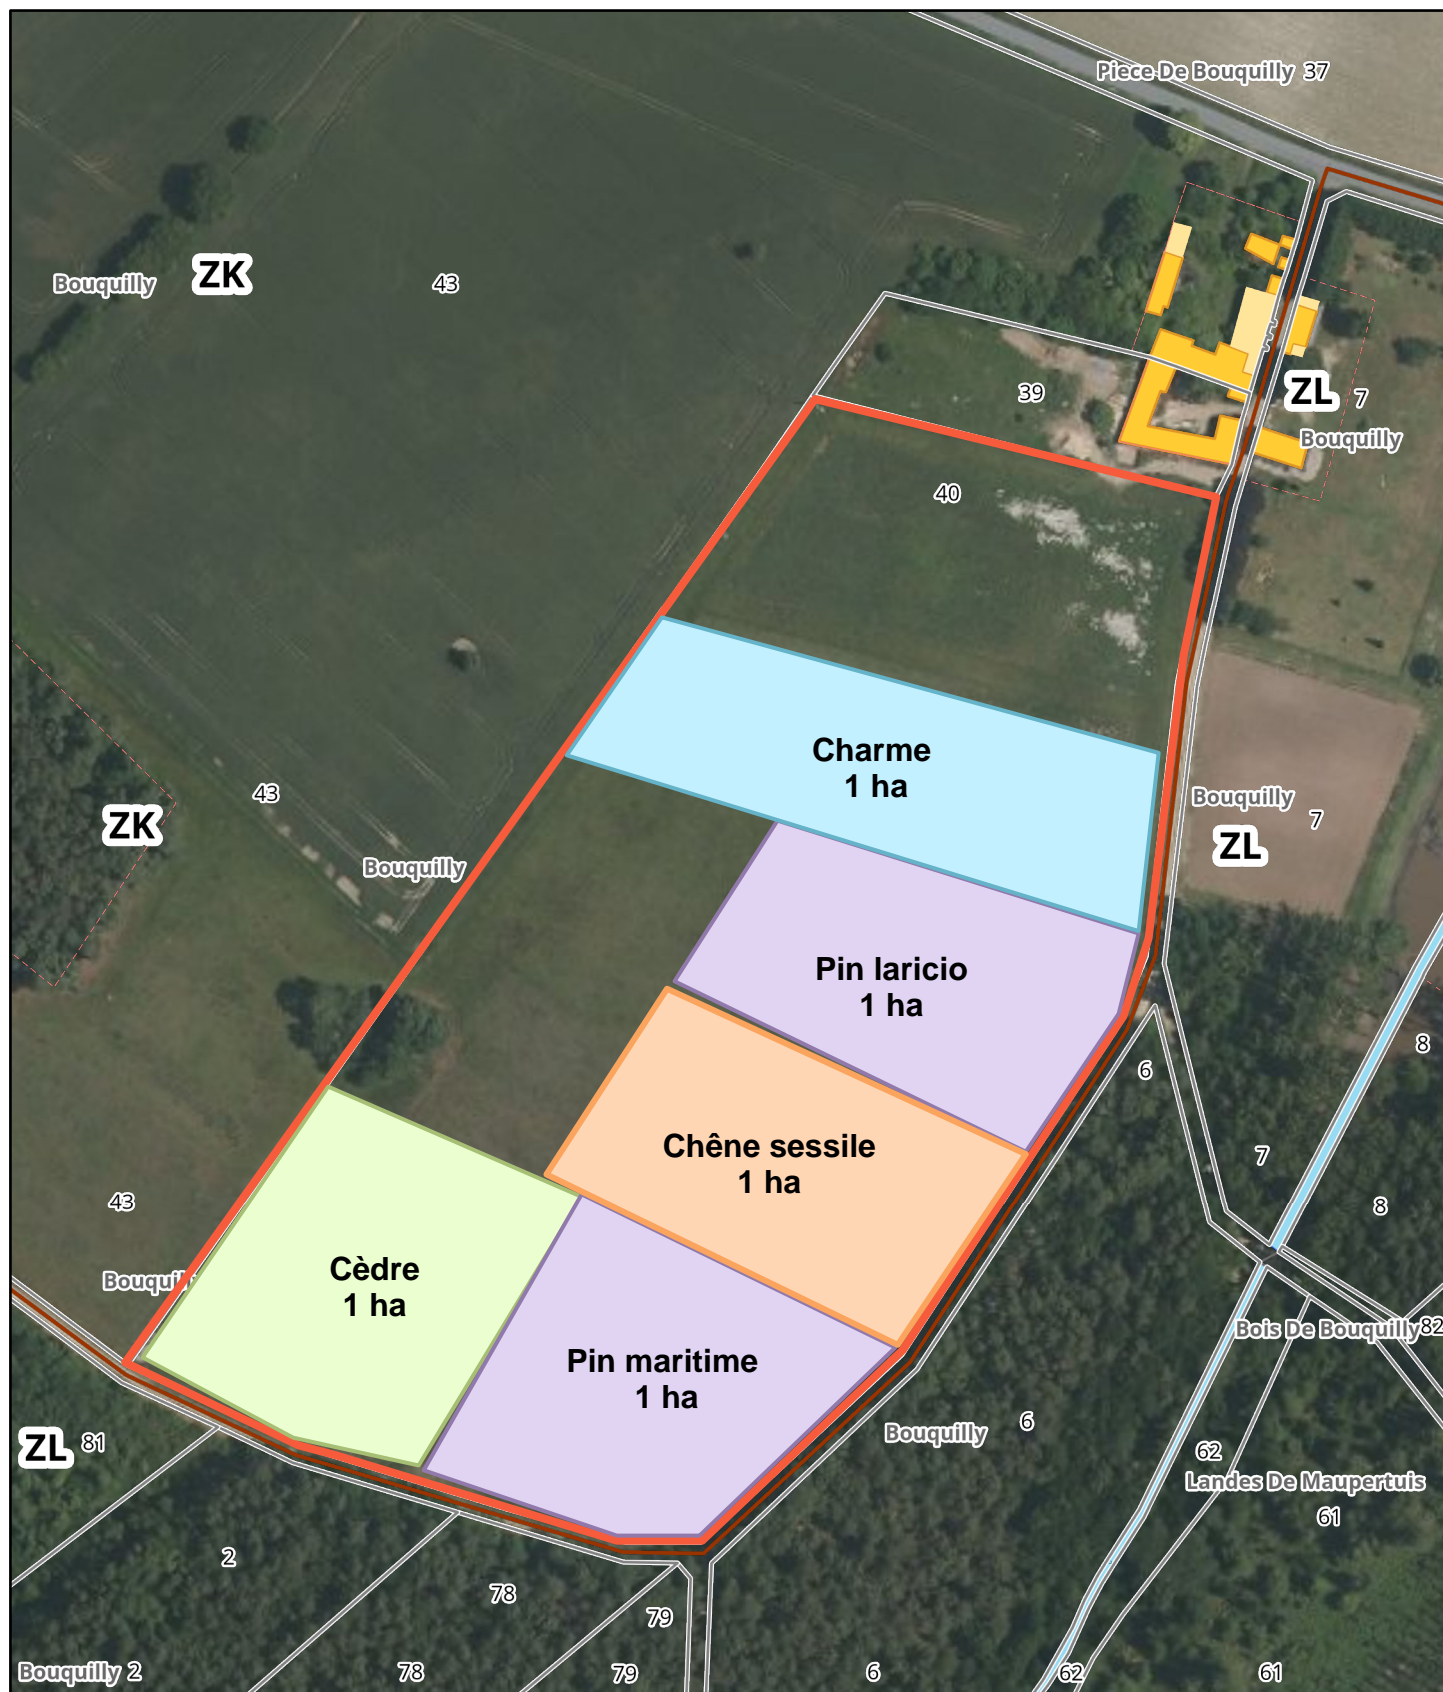 Piece De Bouquilly 37
Bouquilly
ZK
43
39
ZL
7
Bouquilly
40
Charme
1 ha
43
ZK
Bouquilly
Bouquilly
7
ZL
Pin laricio
1 ha
8
6
Chêne sessile
1 ha
7
8
43
Cèdre
1 ha
Bouquilly
Bois De Bouquilly 82
Pin maritime
1 ha
ZL 81
Bouquilly
6
62
Landes De Maupertuis
61
2
78
79
Bouquilly 2
78
79
6
62
61